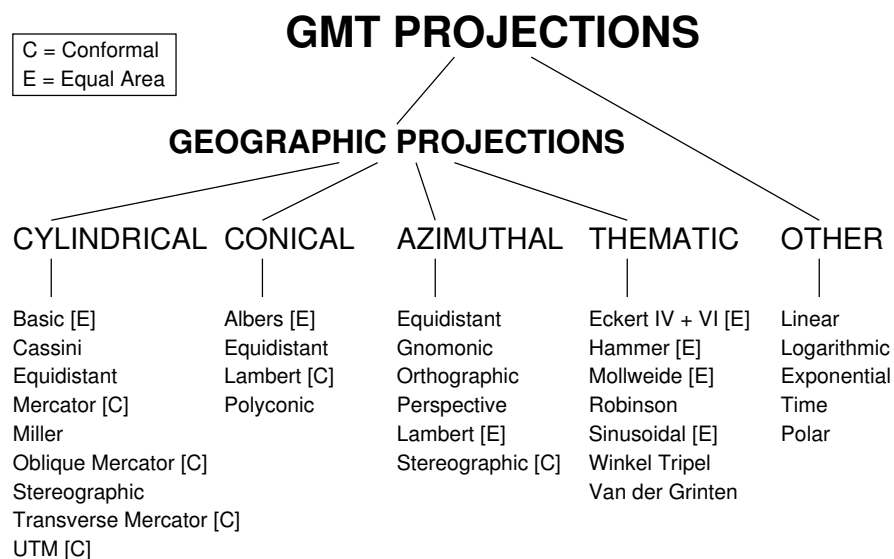 GMT PROJECTIONS
C = Conformal
E = Equal Area
GEOGRAPHIC PROJECTIONS
CYLINDRICAL
Basic [E]
Cassini
Equidistant
Mercator [C]
Miller
Oblique Mercator [C]
Stereographic
Transverse Mercator [C]
UTM [C]
CONICAL
Albers [E]
Equidistant
Lambert [C]
Polyconic
AZIMUTHAL
Equidistant
Gnomonic
Orthographic
Perspective
Lambert [E]
Stereographic [C]
THEMATIC
Eckert IV + VI [E]
Hammer [E]
Mollweide [E]
Robinson
Sinusoidal [E]
Winkel Tripel
Van der Grinten
OTHER
Linear
Logarithmic
Exponential
Time
Polar